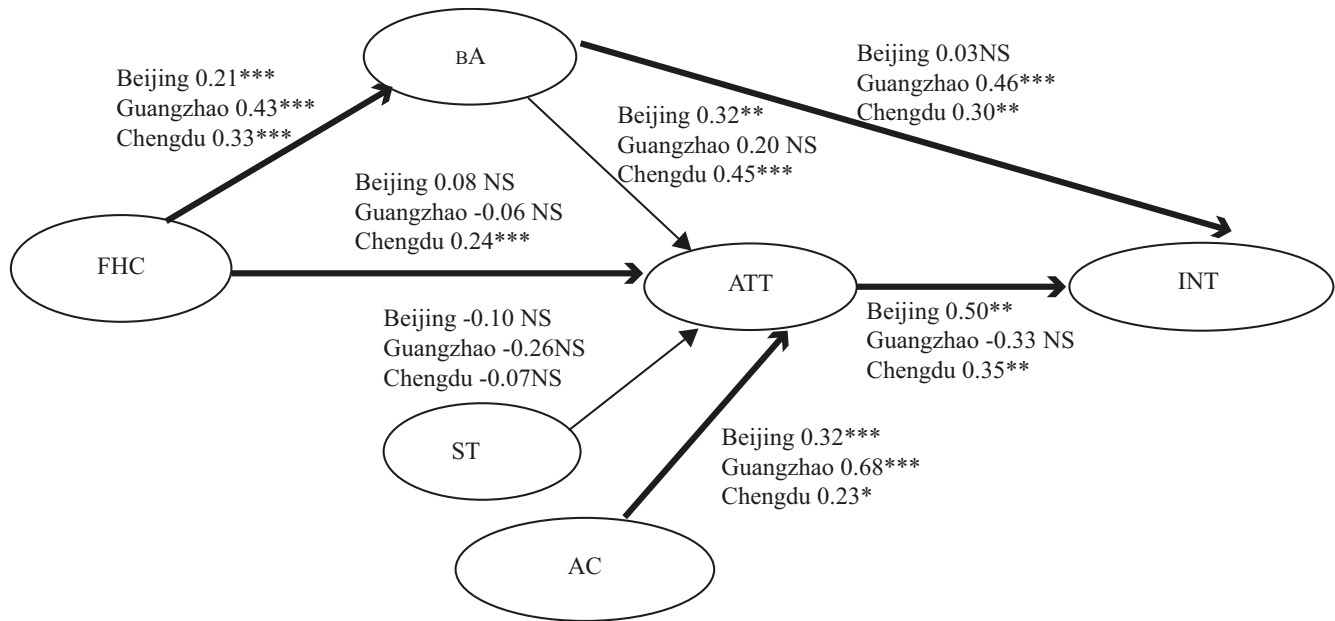 BA
Beijing 0.21***
Guangzhao 0.43***
Chengdu 0.33***
Beijing 0.03NS
Guangzhao 0.46***
Chengdu 0.30**
Beijing 0.32**
Guangzhao 0.20 NS
Chengdu 0.45***
Beijing 0.08 NS
Guangzhao -0.06 NS
Chengdu 0.24***
FHC
ATT
INT
Beijing -0.10 NS
Guangzhao -0.26NS
Chengdu -0.07NS
Beijing 0.50**
Guangzhao -0.33 NS
Chengdu 0.35**
ST
Beijing 0.32***
Guangzhao 0.68***
Chengdu 0.23*
AC